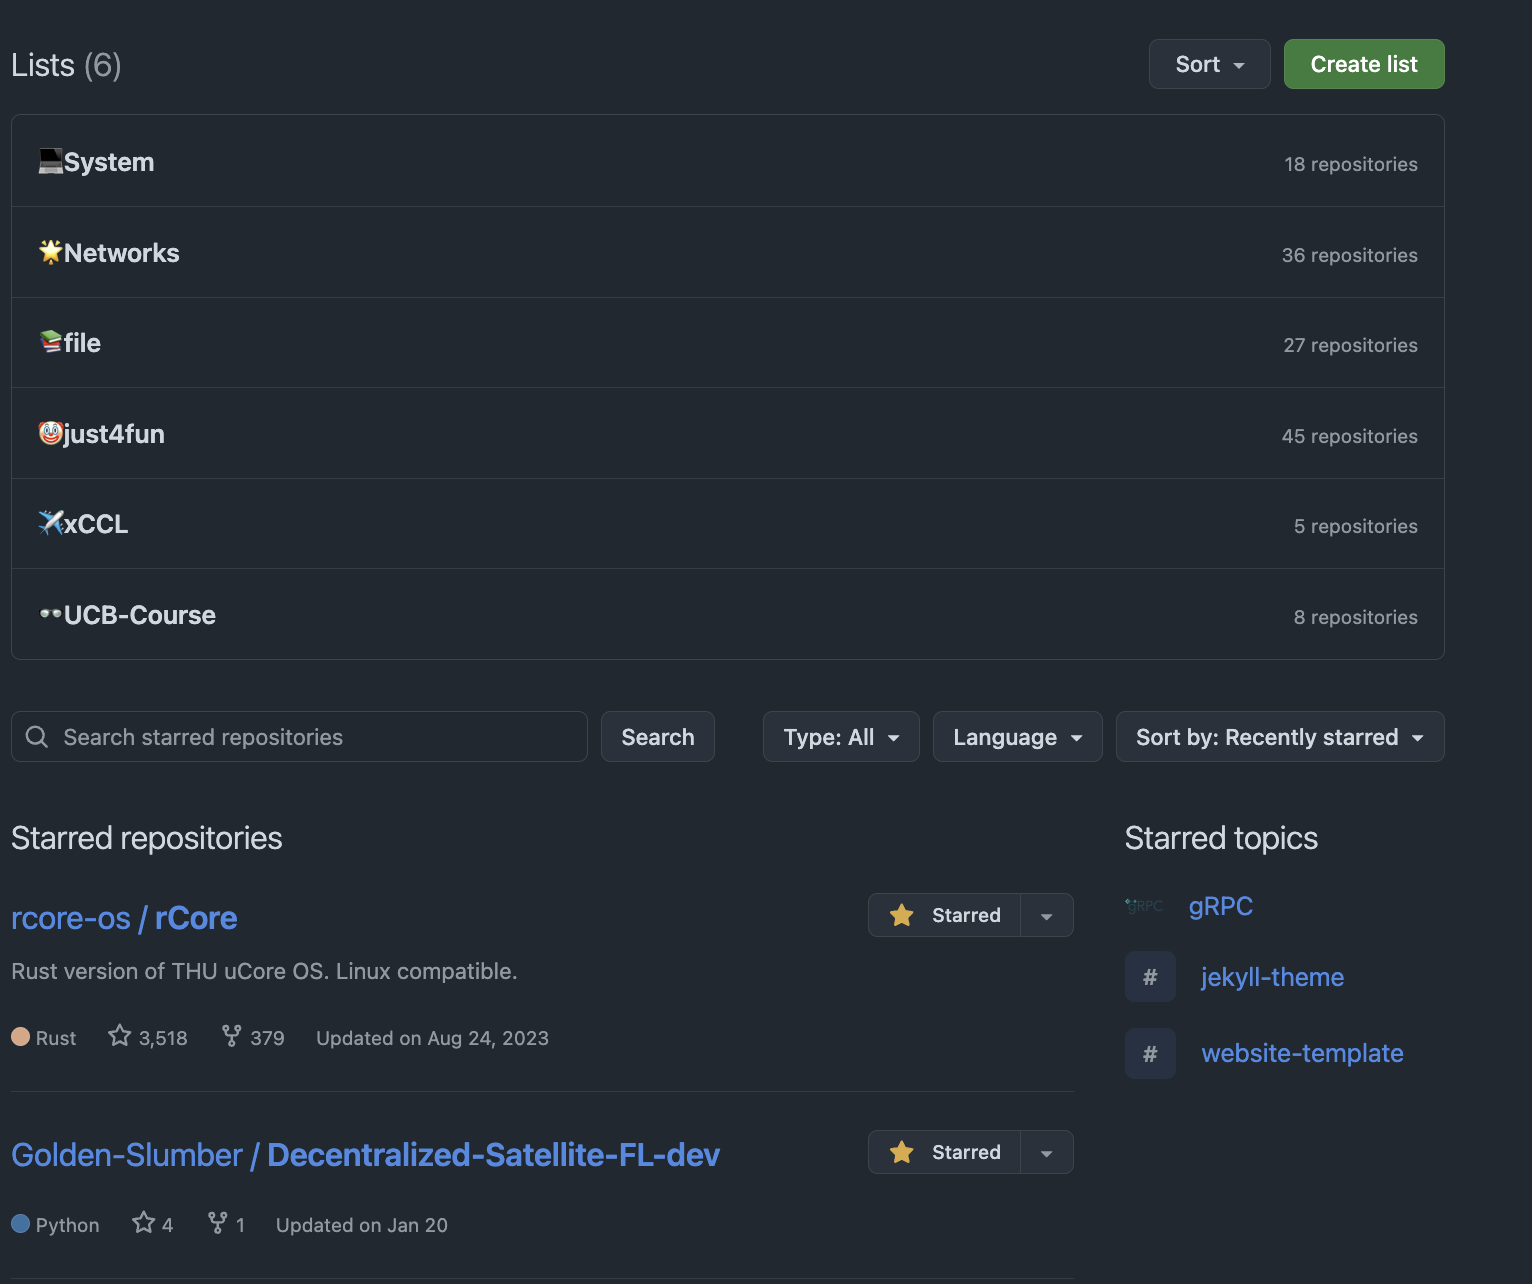 Lists (6)
Sort
Create list
System
18 repositories
Networks
36 repositories
file
27 repositories
just4fun
45 repositories
xCCL
5 repositories
UCB-Course
8 repositories
Search starred repositories
Search
Type: All
Language
Sort by: Recently starred
Starred repositories
rcore-os / rCore
Starred
Rust version of THU uCore OS. Linux compatible.
Rust 3,518 379 Updated on Aug 24, 2023
Golden-Slumber / Decentralized-Satellite-FL-dev
Starred
Python 4 1 Updated on Jan 20
Starred topics
gRPC gRPC
# jekyll-theme
# website-template